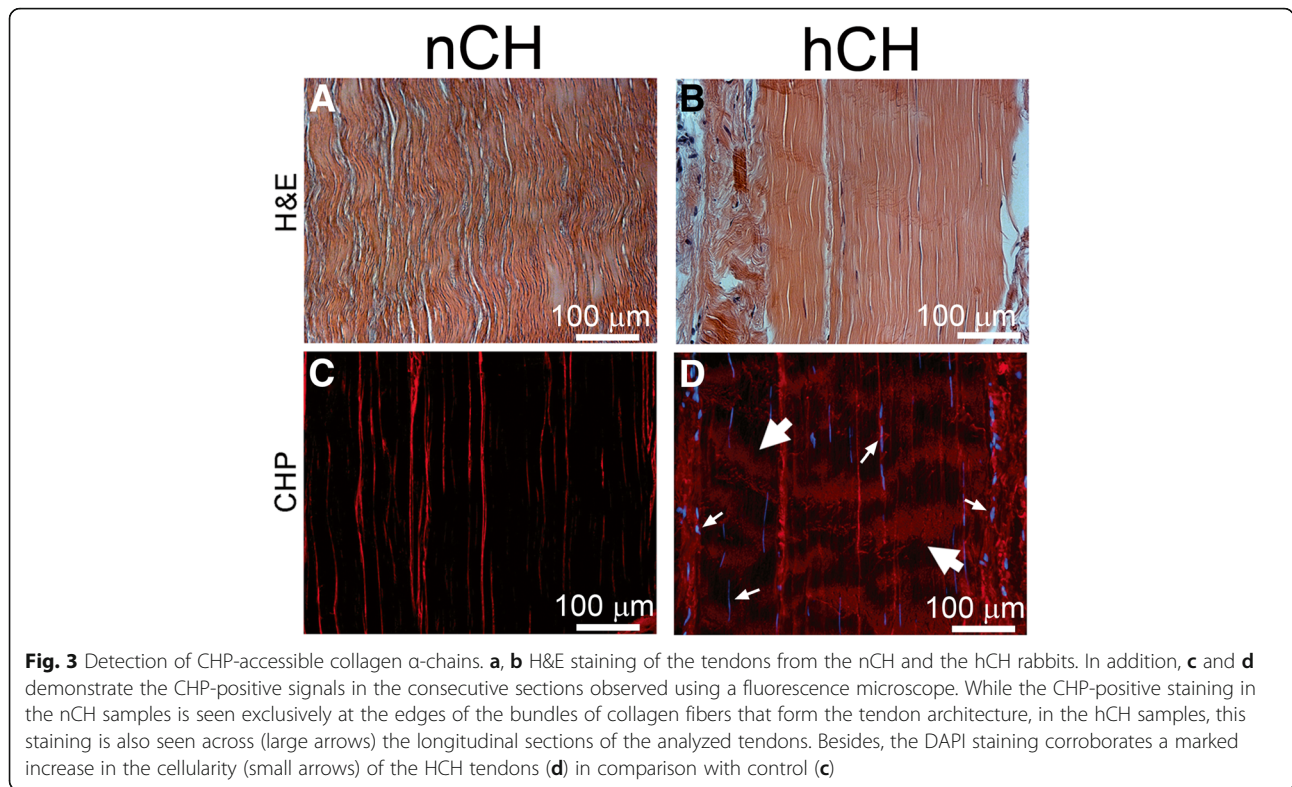 nCH
hCH
H&E
A
100 μm
B
100 μm
CHP
C
100 μm
D
100 μm
Fig. 3 Detection of CHP-accessible collagen α-chains. a, b H&E staining of the tendons from the nCH and the hCH rabbits. In addition, c and d
demonstrate the CHP-positive signals in the consecutive sections observed using a fluorescence microscope. While the CHP-positive staining in
the nCH samples is seen exclusively at the edges of the bundles of collagen fibers that form the tendon architecture, in the hCH samples, this
staining is also seen across (large arrows) the longitudinal sections of the analyzed tendons. Besides, the DAPI staining corroborates a marked
increase in the cellularity (small arrows) of the HCH tendons (d) in comparison with control (c)